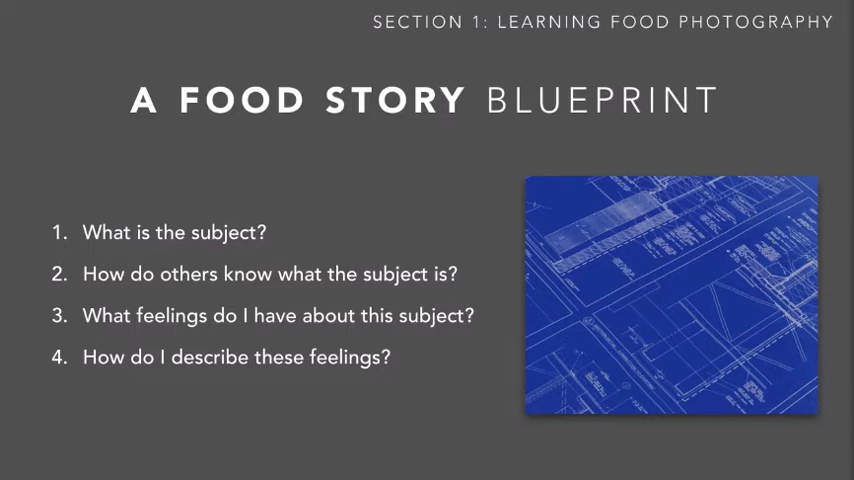 SECTION 1: LEARNING FOOD PHOTOGRAPHY
A FOOD STORY BLUEPRINT
1. What is the subject?
2. How do others know what the subject is?
3. What feelings do I have about this subject?
4. How do I describe these feelings?